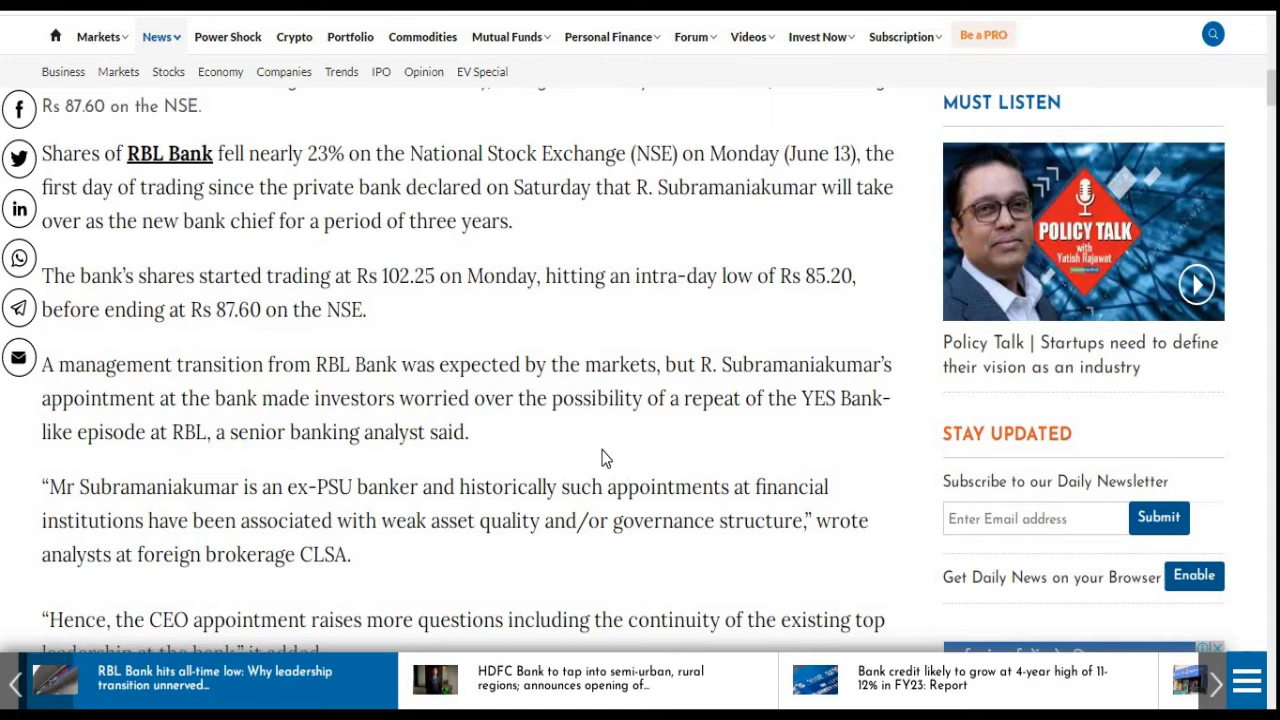 Markets News Power Shock Crypto Portfolio Commodities Mutual Funds Personal Finance Forum Videos Invest Now Subscription Be a PRO
Business Markets Stocks Economy Companies Trends IPO Opinion EV Special
Rs 87.60 on the NSE.
Shares of RBL Bank fell nearly 23% on the National Stock Exchange (NSE) on Monday (June 13), the
first day of trading since the private bank declared on Saturday that R. Subramaniakumar will take
over as the new bank chief for a period of three years.
The bank’s shares started trading at Rs 102.25 on Monday, hitting an intra-day low of Rs 85.20,
before ending at Rs 87.60 on the NSE.
A management transition from RBL Bank was expected by the markets, but R. Subramaniakumar’s
appointment at the bank made investors worried over the possibility of a repeat of the YES Bank-
like episode at RBL, a senior banking analyst said.
“Mr Subramaniakumar is an ex-PSU banker and historically such appointments at financial
institutions have been associated with weak asset quality and/or governance structure,” wrote
analysts at foreign brokerage CLSA.
“Hence, the CEO appointment raises more questions including the continuity of the existing top
leadership at the bank,” it added.
MUST LISTEN
POLICY TALK
with
Yatish Rajawat
Policy Talk | Startups need to define
their vision as an industry
STAY UPDATED
Subscribe to our Daily Newsletter
Enter Email address Submit
Get Daily News on your Browser Enable
RBL Bank hits all-time low: Why leadership
transition unnerved...
HDFC Bank to tap into semi-urban, rural
regions; announces opening of...
Bank credit likely to grow at 4-year high of 11-
12% in FY23: Report